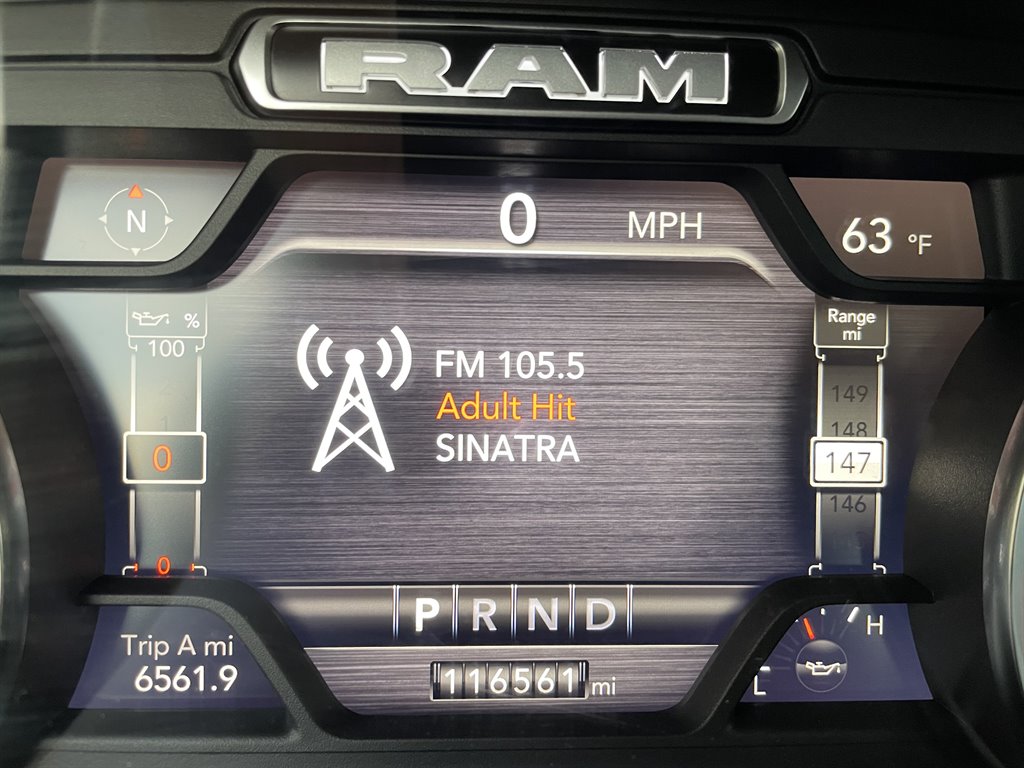 RAM
N
0 MPH
63 °F
%
100
0
0
FM 105.5
Adult Hit
SINATRA
Range
mi
149
148
147
146
P R N D
Trip A mi
6561.9
116561 mi
L H